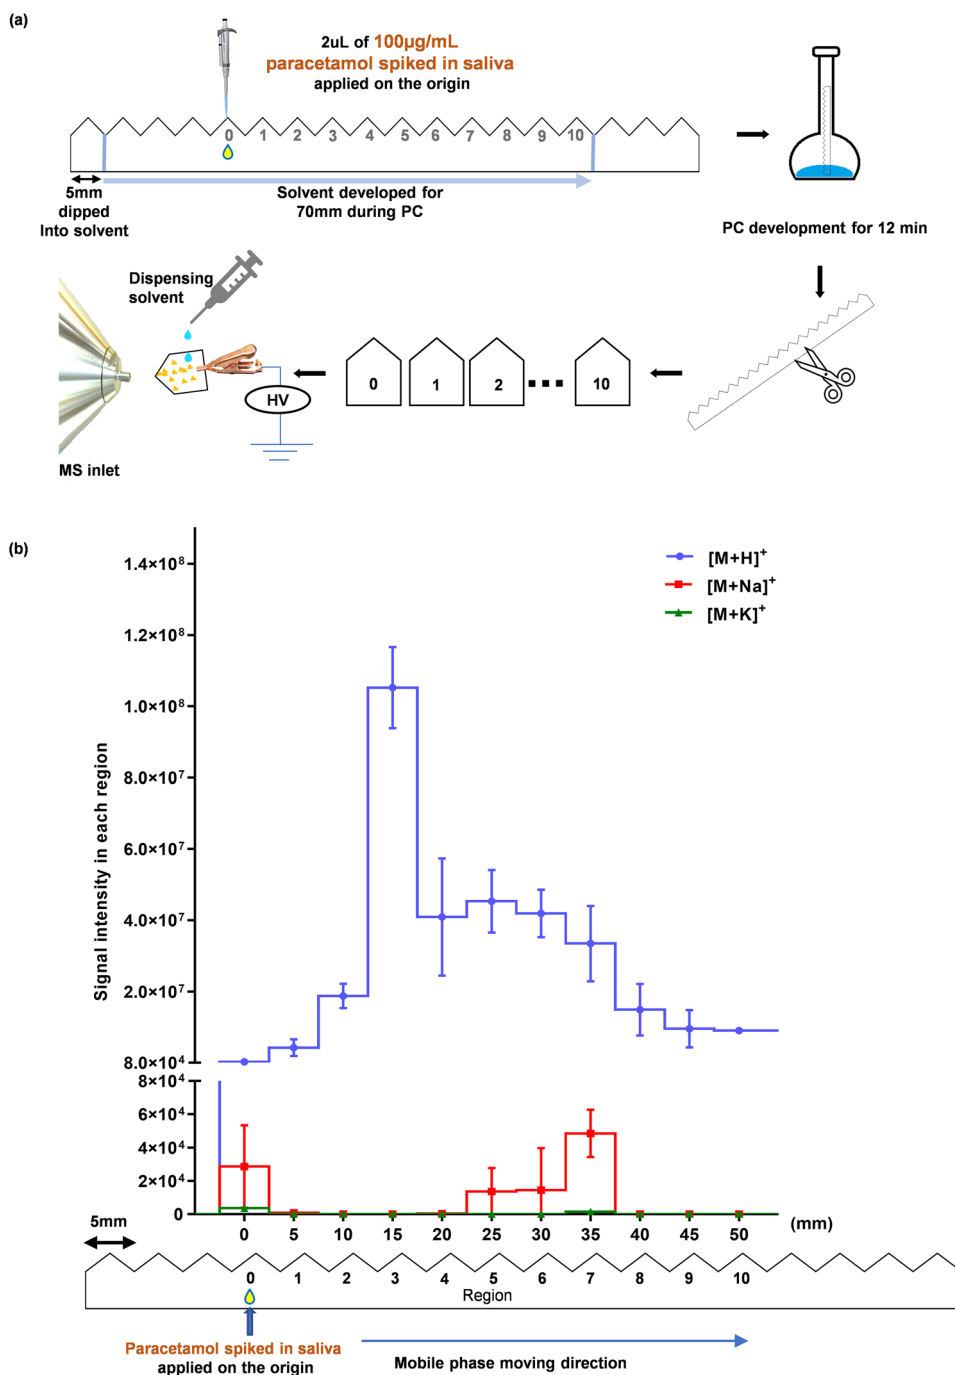 (a)
2uL of 100µg/mL
paracetamol spiked in saliva
applied on the origin
0 1 2 3 4 5 6 7 8 9 10
5mm
dipped
Into solvent
Solvent developed for
70mm during PC
PC development for 12 min
Dispensing
solvent
HV
MS inlet
0 1 2 10
(b)
Signal intensity in each region
1.4×10⁸
1.2×10⁸
1.0×10⁸
8.0×10⁷
6.0×10⁷
4.0×10⁷
2.0×10⁷
8.0×10⁴
8×10⁴
6×10⁴
4×10⁴
2×10⁴
0
[M+H]⁺
[M+Na]⁺
[M+K]⁺
0 5 10 15 20 25 30 35 40 45 50 (mm)
5mm
0 1 2 3 4 5 6 7 8 9 10
Region
Paracetamol spiked in saliva
applied on the origin
Mobile phase moving direction